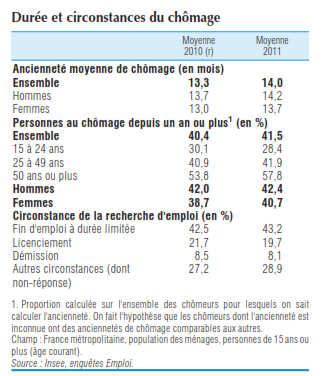 Durée et circonstances du chômage
Moyenne 2010 (r) Moyenne 2011
Ancienneté moyenne de chômage (en mois)
Ensemble 13,3 14,0
Hommes 13,7 14,2
Femmes 13,0 13,7
Personnes au chômage depuis un an ou plus¹ (en %)
Ensemble 40,4 41,5
15 à 24 ans 30,1 28,4
25 à 49 ans 40,9 41,9
50 ans ou plus 53,8 57,8
Hommes 42,0 42,4
Femmes 38,7 40,7
Circonstance de la recherche d'emploi (en %)
Fin d'emploi à durée limitée 42,5 43,2
Licenciement 21,7 19,7
Démission 8,5 8,1
Autres circonstances (dont 27,2 28,9
non-réponse)
1. Proportion calculée sur l'ensemble des chômeurs pour lesquels on sait
calculer l'ancienneté. On fait l'hypothèse que les chômeurs dont l'ancienneté est
inconnue ont des anciennetés de chômage comparables aux autres.
Champ : France métropolitaine, population des ménages, personnes de 15 ans ou
plus (âge courant).
Source : Insee, enquêtes Emploi.